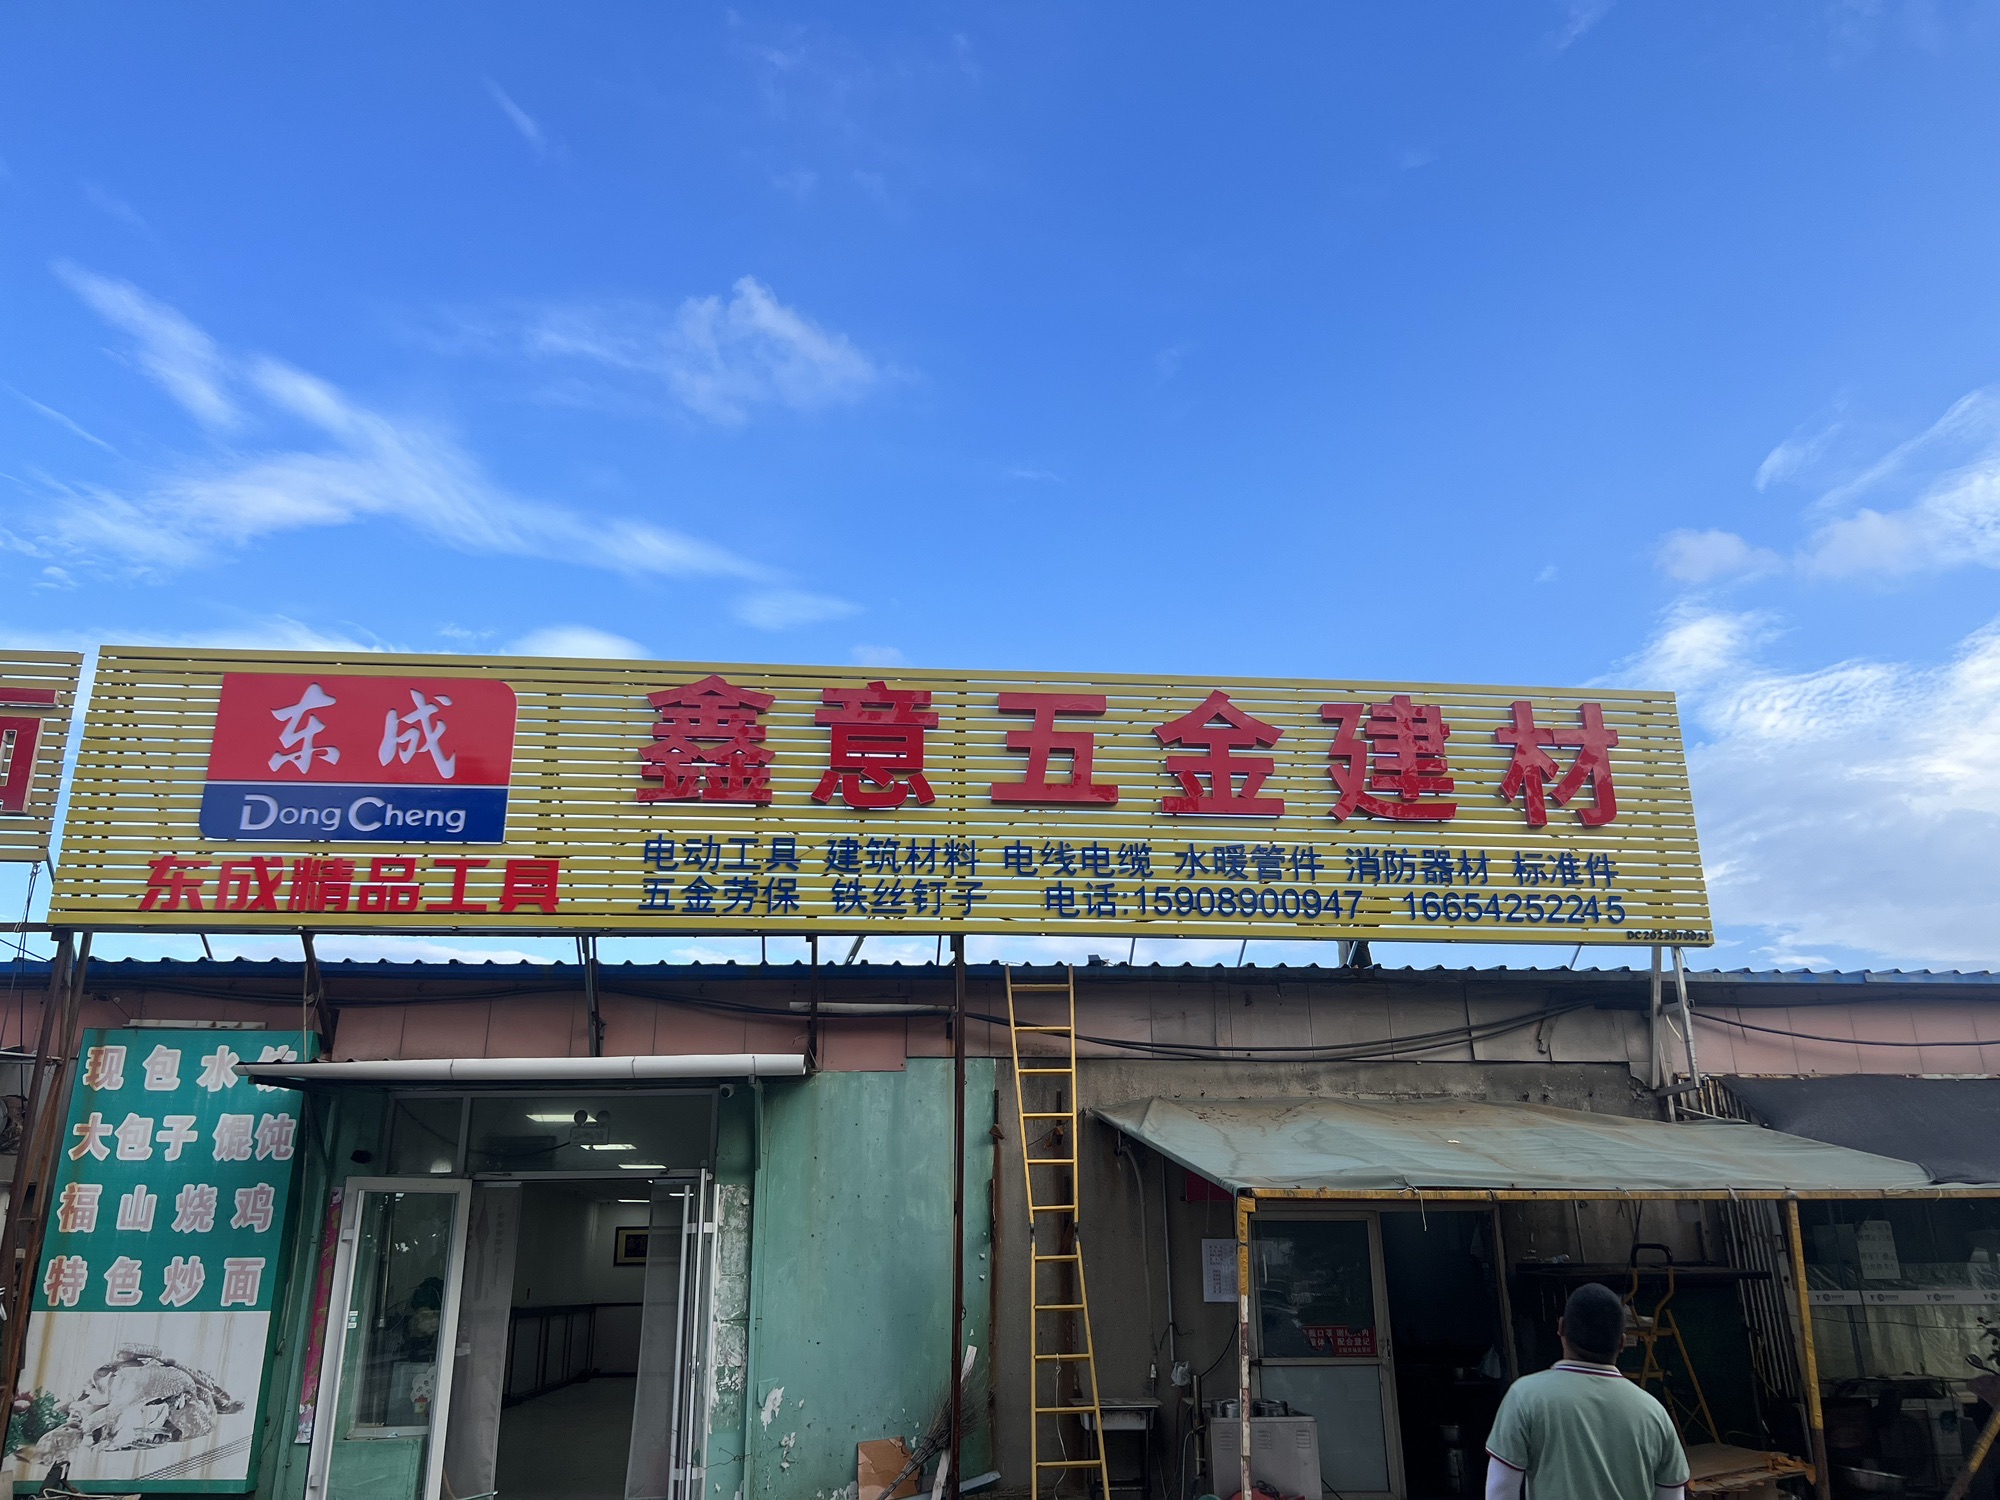 东成
DongCheng
东成精品工具
鑫意五金建材
电动工具 建筑材料 电线电缆 水暖管件 消防器材 标准件
五金劳保 铁丝钉子 电话:15908900947 16654252245
DC2023070021
现包水
大包子 馄饨
福山烧鸡
特色炒面